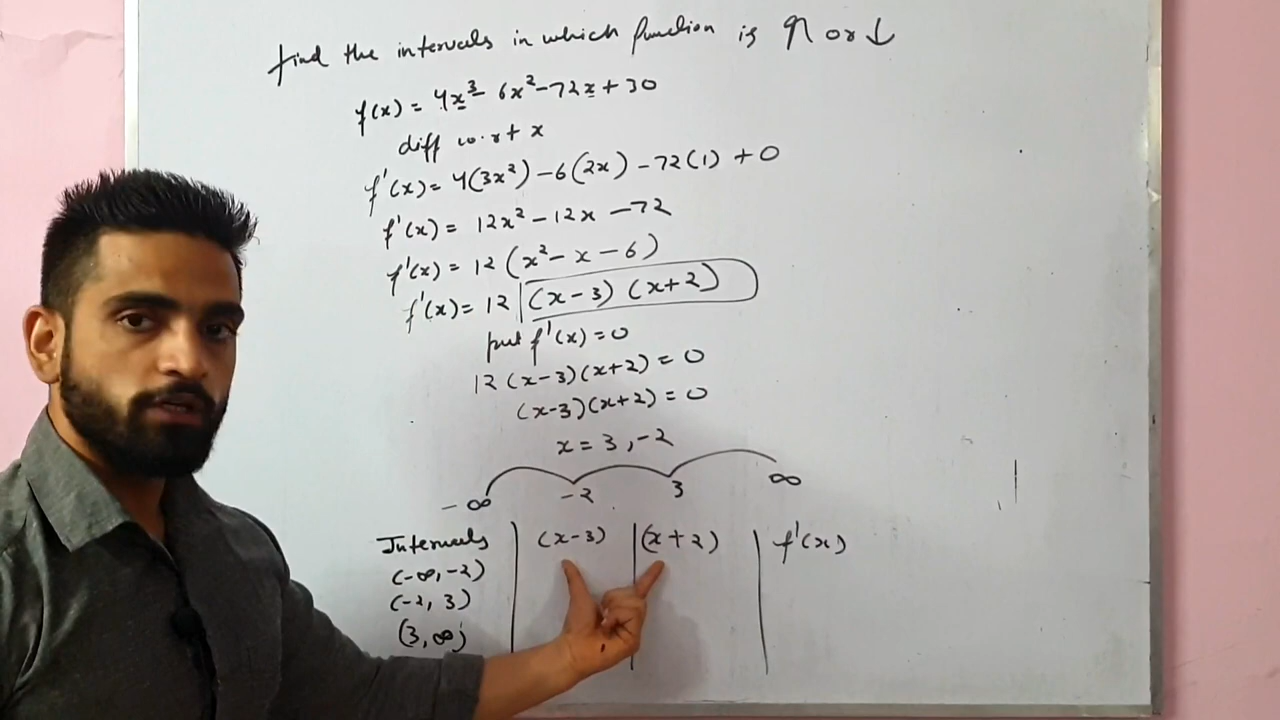 find the intervals in which function is ↑ or ↓
f(x) = 4x³ - 6x² - 72x + 30
diff w.r.t x
f'(x) = 4(3x²) - 6(2x) - 72(1) + 0
f'(x) = 12x² - 12x - 72
f'(x) = 12 (x² - x - 6)
f'(x) = 12 (x-3) (x+2)
put f'(x) = 0
12 (x-3)(x+2) = 0
(x-3)(x+2) = 0
x = 3, -2
-∞ -2 3 ∞
Intervals | (x-3) | (x+2) | f'(x)
(-∞, -2)
(-2, 3)
(3, ∞)